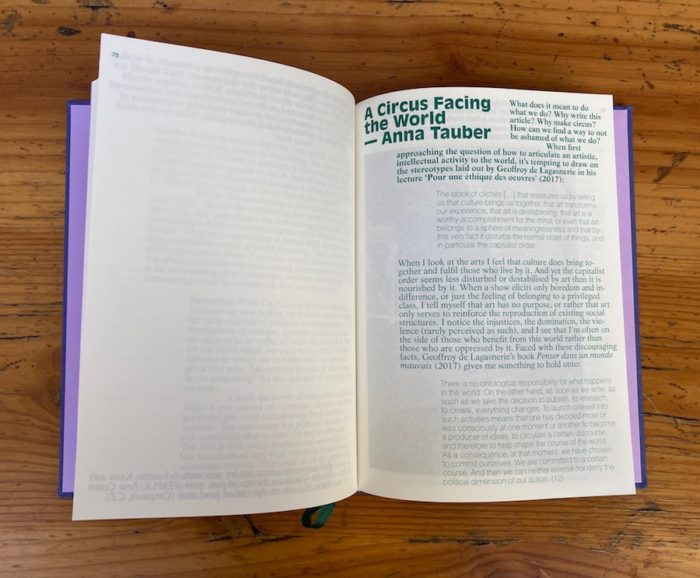 78
A Circus Facing
the World
— Anna Tauber
What does it mean to do
what we do? Why write this
article? Why make circus?
How can we find a way to not
be ashamed of what we do?
When first
approaching the question of how to articulate an artistic,
intellectual activity to the world, it's tempting to draw on
the stereotypes laid out by Geoffroy de Lagasnerie in his
lecture ‘Pour une éthique des oeuvres’ (2017):
The stock of clichés [...] that reassures us by telling
us that culture brings us together, that art transforms
our experience, that art is destabilising, that art is a
worthy accomplishment for the mind, or even that art
belongs to a sphere of meaninglessness and that by
this very fact it disturbs the normal order of things, and
in particular the capitalist order.
When I look at the arts I feel that culture does bring to-
gether and fulfil those who live by it. And yet the capitalist
order seems less disturbed or destabilised by art than it is
nourished by it. When a show elicits only boredom and in-
difference, or just the feeling of belonging to a privileged
class, I tell myself that art has no purpose, or rather that art
only serves to reinforce the reproduction of existing social
structures. I notice the injustices, the domination, the vio-
lence (rarely perceived as such), and I see that I'm often on
the side of those who benefit from this world rather than
those who are oppressed by it. Faced with these discouraging
facts, Geoffroy de Lagasnerie's book Penser dans un monde
mauvais (2017) gives me something to hold onto:
There is no ontological responsibility for what happens
in the world. On the other hand, as soon as we write, as
soon as we take the decision to publish, to research,
to create, everything changes. To launch oneself into
such activities means that one has decided more or
less consciously at one moment or another to become
a producer of ideas, to circulate a certain discourse,
and therefore to help shape the course of the world.
As a consequence, at that moment, we have chosen
to commit ourselves. We are committed to a certain
course. And then we can neither reverse nor deny the
political dimension of our action. (12)